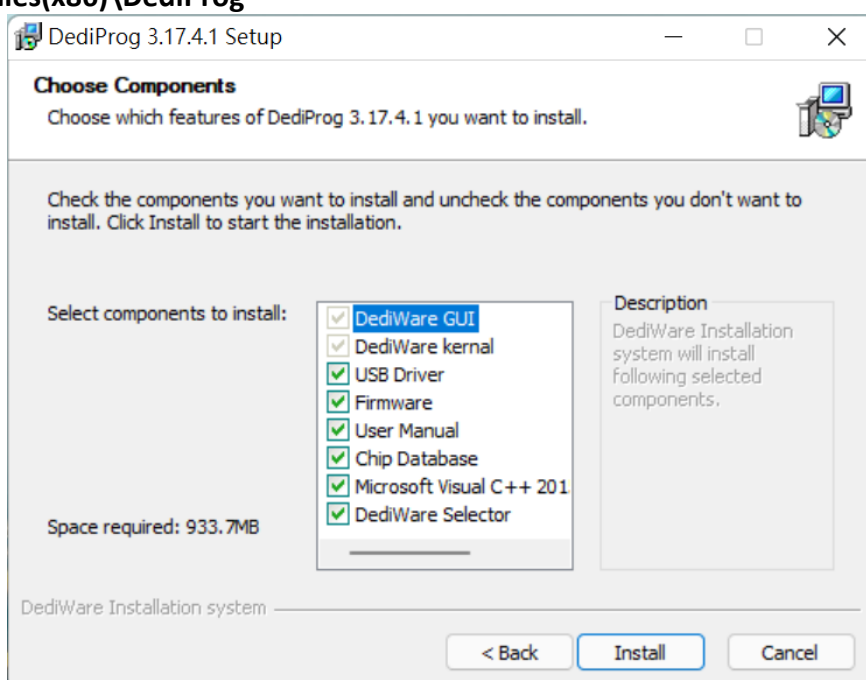 DediProg 3.17.4.1 Setup
Choose Components
Choose which features of DediProg 3.17.4.1 you want to install.
Check the components you want to install and uncheck the components you don't want to
install. Click Install to start the installation.
Select components to install:
DediWare GUI
DediWare kernal
USB Driver
Firmware
User Manual
Chip Database
Microsoft Visual C++ 201
DediWare Selector
Description
DediWare Installation
system will install
following selected
components.
Space required: 933.7MB
DediWare Installation system
< Back
Install
Cancel